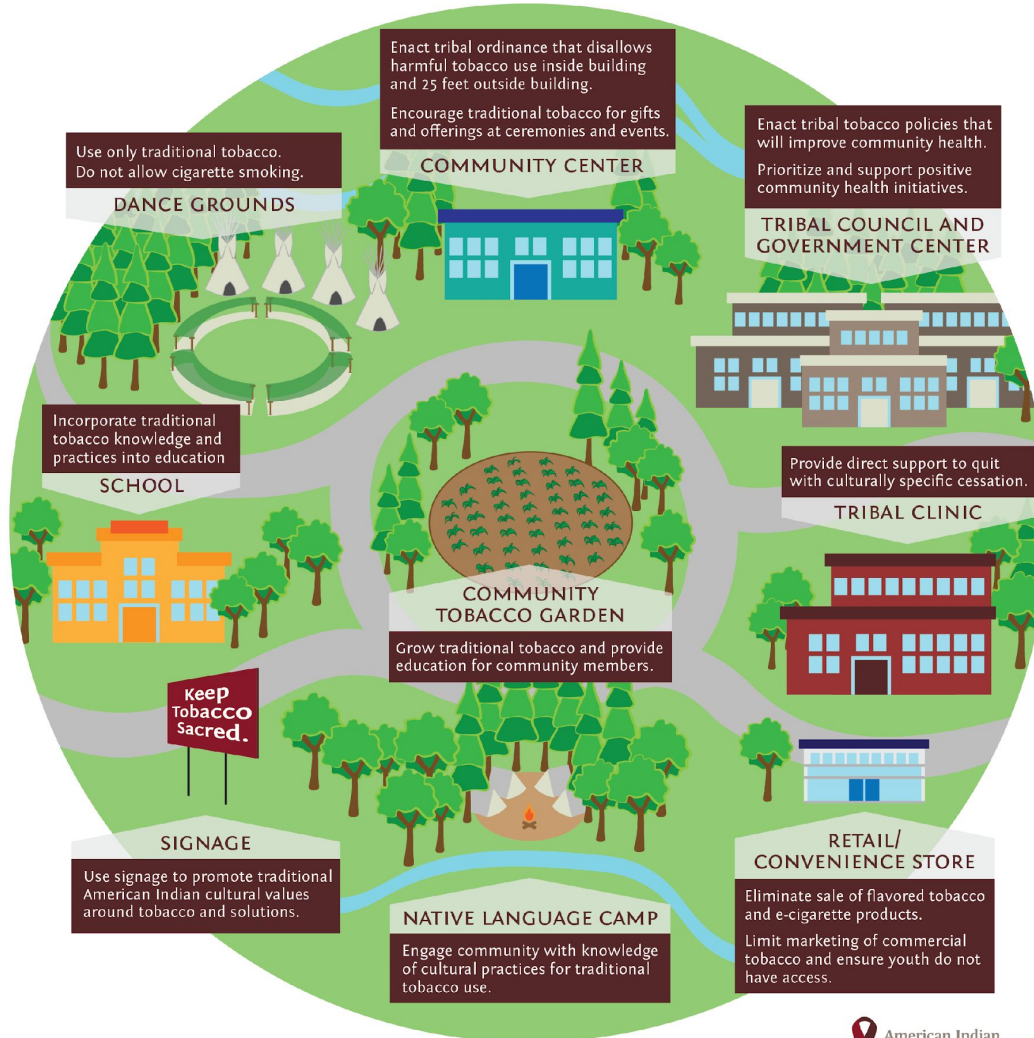 Enact tribal ordinance that disallows
harmful tobacco use inside building
and 25 feet outside building.
Encourage traditional tobacco for gifts
and offerings at ceremonies and events.
COMMUNITY CENTER
Use only traditional tobacco.
Do not allow cigarette smoking.
DANCE GROUNDS
Enact tribal tobacco policies that
will improve community health.
Prioritize and support positive
community health initiatives.
TRIBAL COUNCIL AND
GOVERNMENT CENTER
Incorporate traditional
tobacco knowledge and
practices into education
SCHOOL
Provide direct support to quit
with culturally specific cessation.
TRIBAL CLINIC
COMMUNITY
TOBACCO GARDEN
Grow traditional tobacco and provide
education for community members.
Keep
Tobacco
Sacred.
SIGNAGE
Use signage to promote traditional
American Indian cultural values
around tobacco and solutions.
NATIVE LANGUAGE CAMP
Engage community with knowledge
of cultural practices for traditional
tobacco use.
RETAIL/
CONVENIENCE STORE
Eliminate sale of flavored tobacco
and e-cigarette products.
Limit marketing of commercial
tobacco and ensure youth do not
have access.
American Indian